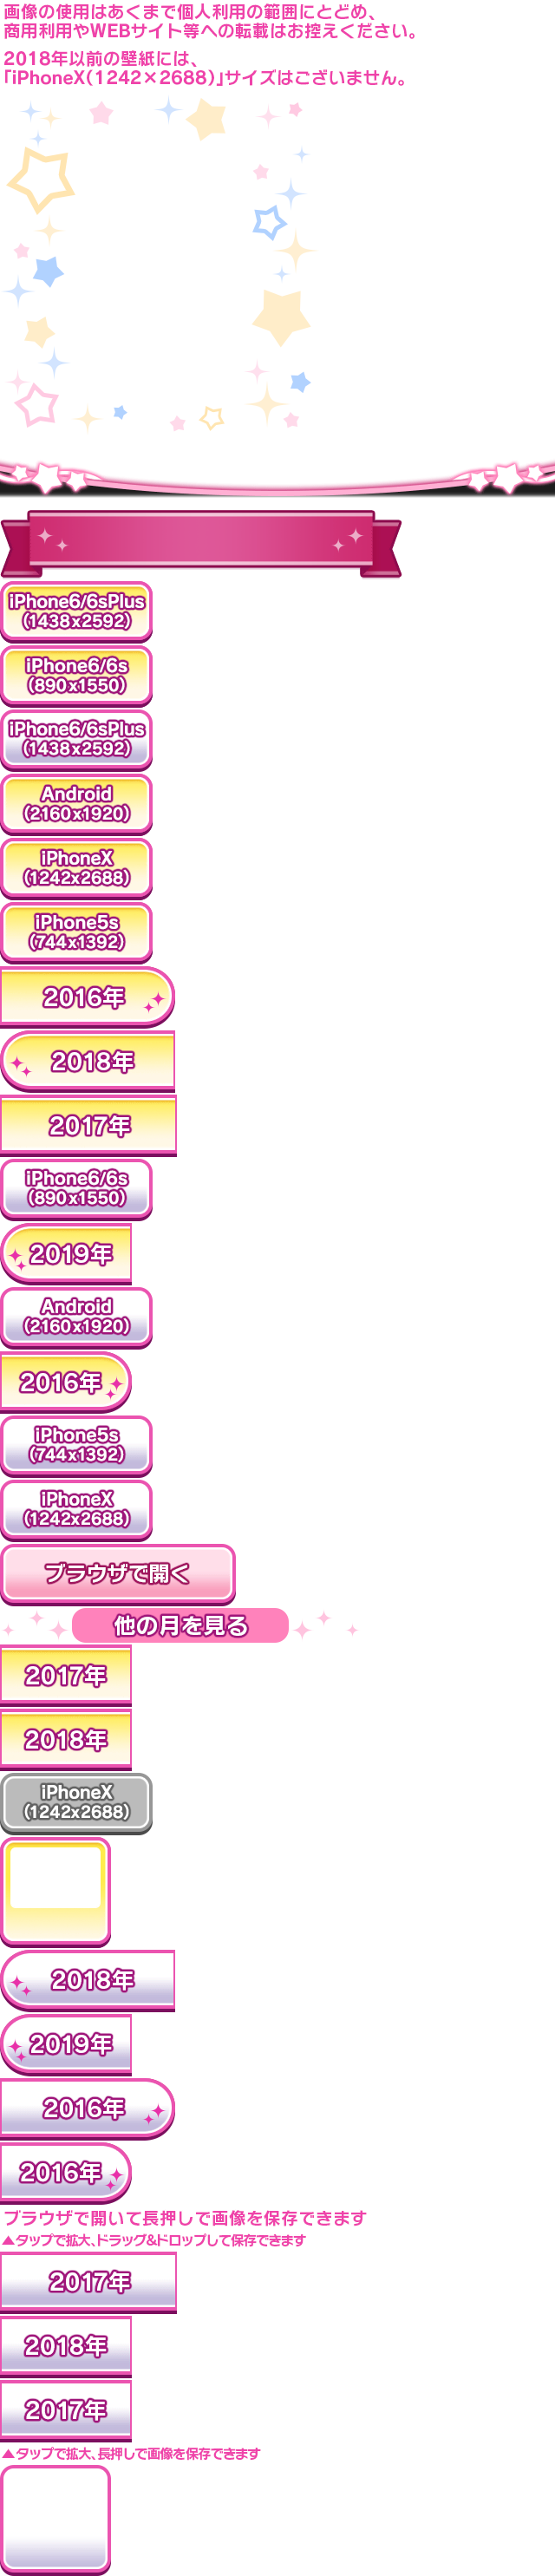 画像の使用はあくまで個人利用の範囲にとどめ、
商用利用やWEBサイト等への転載はお控えください。
2018年以前の壁紙には、
「iPhoneX(1242×2688)」サイズはございません。
iPhone6/6sPlus
(1438x2592)
iPhone6/6s
(890x1550)
iPhone6/6sPlus
(1438x2592)
Android
(2160x1920)
iPhoneX
(1242x2688)
iPhone5s
(744x1392)
2016年
2018年
2017年
iPhone6/6s
(890x1550)
2019年
Android
(2160x1920)
2016年
iPhone5s
(744x1392)
iPhoneX
(1242x2688)
ブラウザで開く
他の月を見る
2017年
2018年
iPhoneX
(1242x2688)
2018年
2019年
2016年
2016年
ブラウザで開いて長押しで画像を保存できます
▲タップで拡大、ドラッグ&ドロップして保存できます
2017年
2018年
2017年
▲タップで拡大、長押しで画像を保存できます